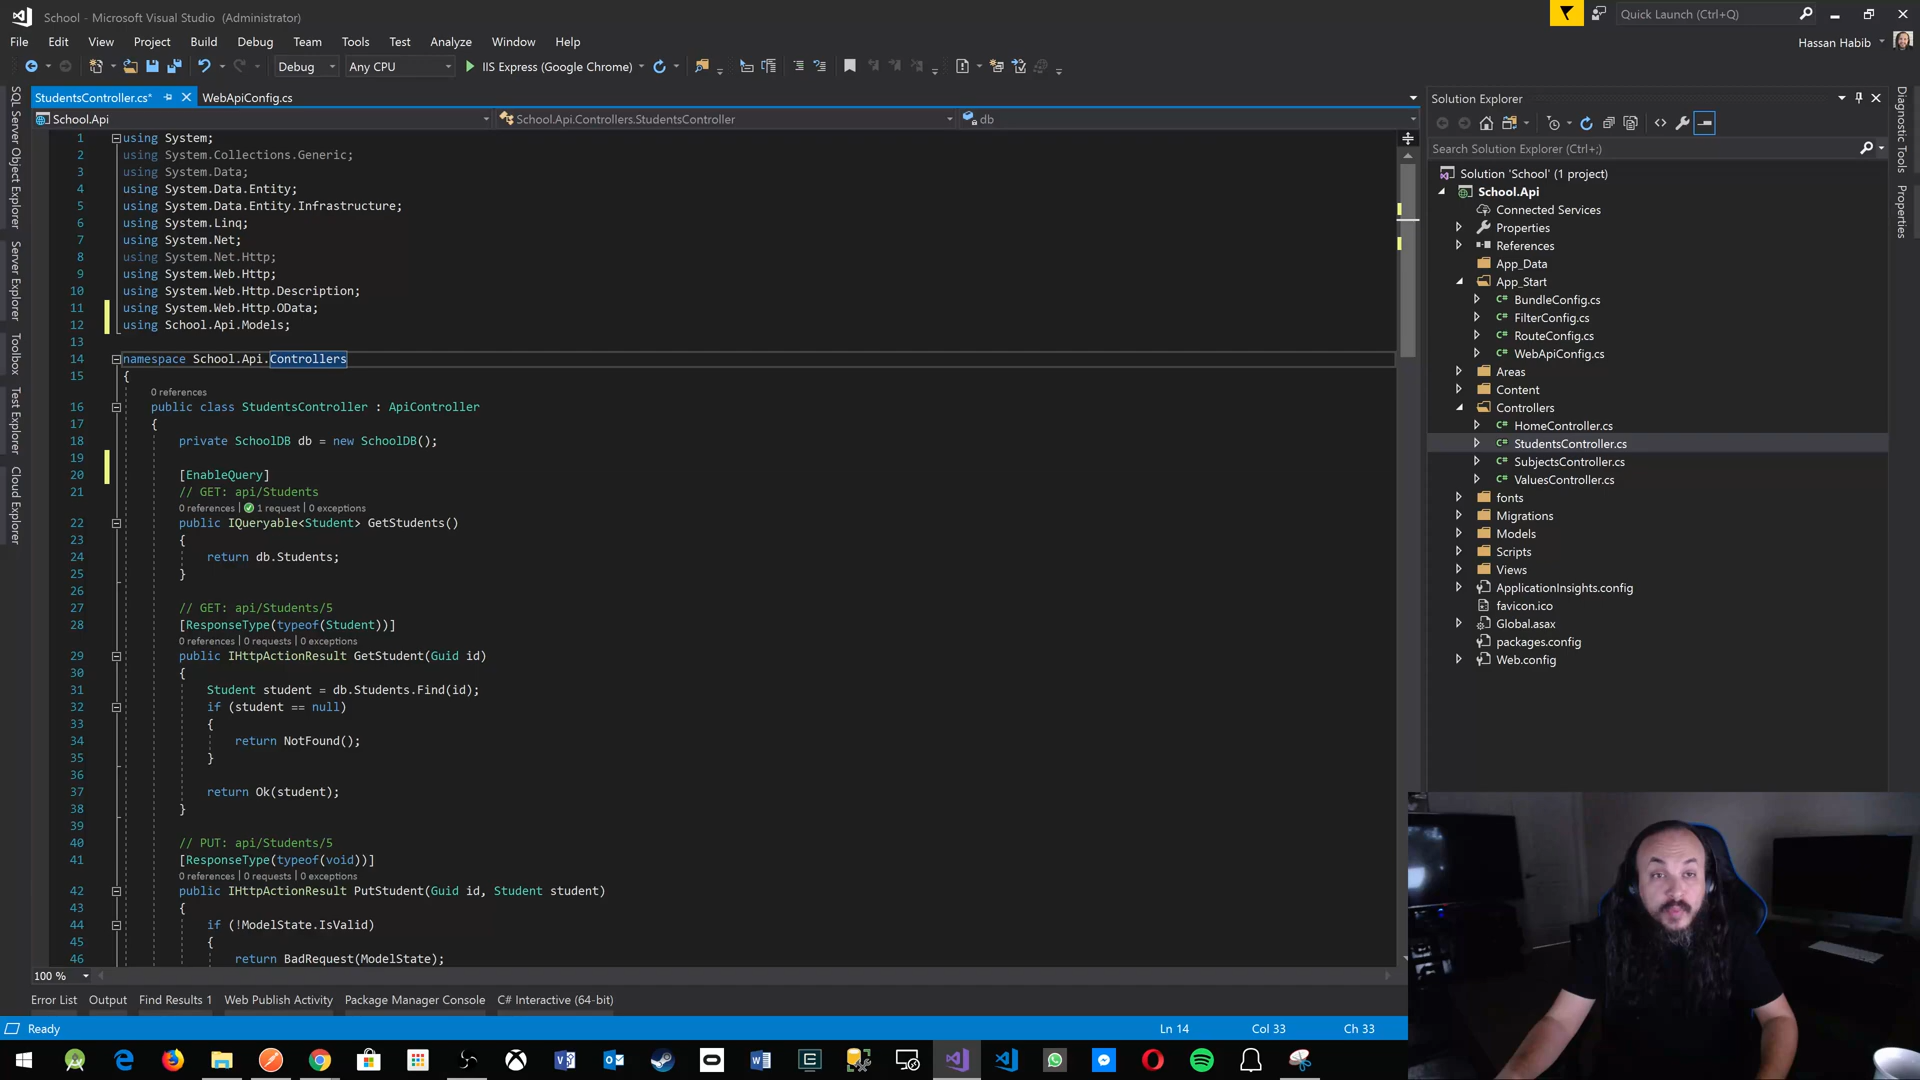 School - Microsoft Visual Studio (Administrator)
Quick Launch (Ctrl+Q)
File Edit View Project Build Debug Team Tools Test Analyze Window Help
Hassan Habib
Debug Any CPU IIS Express (Google Chrome)
StudentsController.cs* WebApiConfig.cs
School.Api School.Api.Controllers.StudentsController db
SQL Server Object Explorer
Server Explorer
Toolbox
Test Explorer
Cloud Explorer
1 using System;
2 using System.Collections.Generic;
3 using System.Data;
4 using System.Data.Entity;
5 using System.Data.Entity.Infrastructure;
6 using System.Linq;
7 using System.Net;
8 using System.Net.Http;
9 using System.Web.Http;
10 using System.Web.Http.Description;
11 using System.Web.Http.OData;
12 using School.Api.Models;
13
14 namespace School.Api.Controllers
15 {
0 references
16 public class StudentsController : ApiController
17 {
18 private SchoolDB db = new SchoolDB();
19
20 [EnableQuery]
21 // GET: api/Students
0 references | 1 request | 0 exceptions
22 public IQueryable<Student> GetStudents()
23 {
24 return db.Students;
25 }
26
27 // GET: api/Students/5
28 [ResponseType(typeof(Student))]
0 references | 0 requests | 0 exceptions
29 public IHttpActionResult GetStudent(Guid id)
30 {
31 Student student = db.Students.Find(id);
32 if (student == null)
33 {
34 return NotFound();
35 }
36
37 return Ok(student);
38 }
39
40 // PUT: api/Students/5
41 [ResponseType(typeof(void))]
0 references | 0 requests | 0 exceptions
42 public IHttpActionResult PutStudent(Guid id, Student student)
43 {
44 if (!ModelState.IsValid)
45 {
46 return BadRequest(ModelState);
100 %
Error List Output Find Results 1 Web Publish Activity Package Manager Console C# Interactive (64-bit)
Ready Ln 14 Col 33 Ch 33
Solution Explorer
Search Solution Explorer (Ctrl+;)
Solution 'School' (1 project)
School.Api
Connected Services
Properties
References
App_Data
App_Start
C# BundleConfig.cs
C# FilterConfig.cs
C# RouteConfig.cs
C# WebApiConfig.cs
Areas
Content
Controllers
C# HomeController.cs
C# StudentsController.cs
C# SubjectsController.cs
C# ValuesController.cs
fonts
Migrations
Models
Scripts
Views
ApplicationInsights.config
favicon.ico
Global.asax
packages.config
Web.config
Diagnostic Tools
Properties